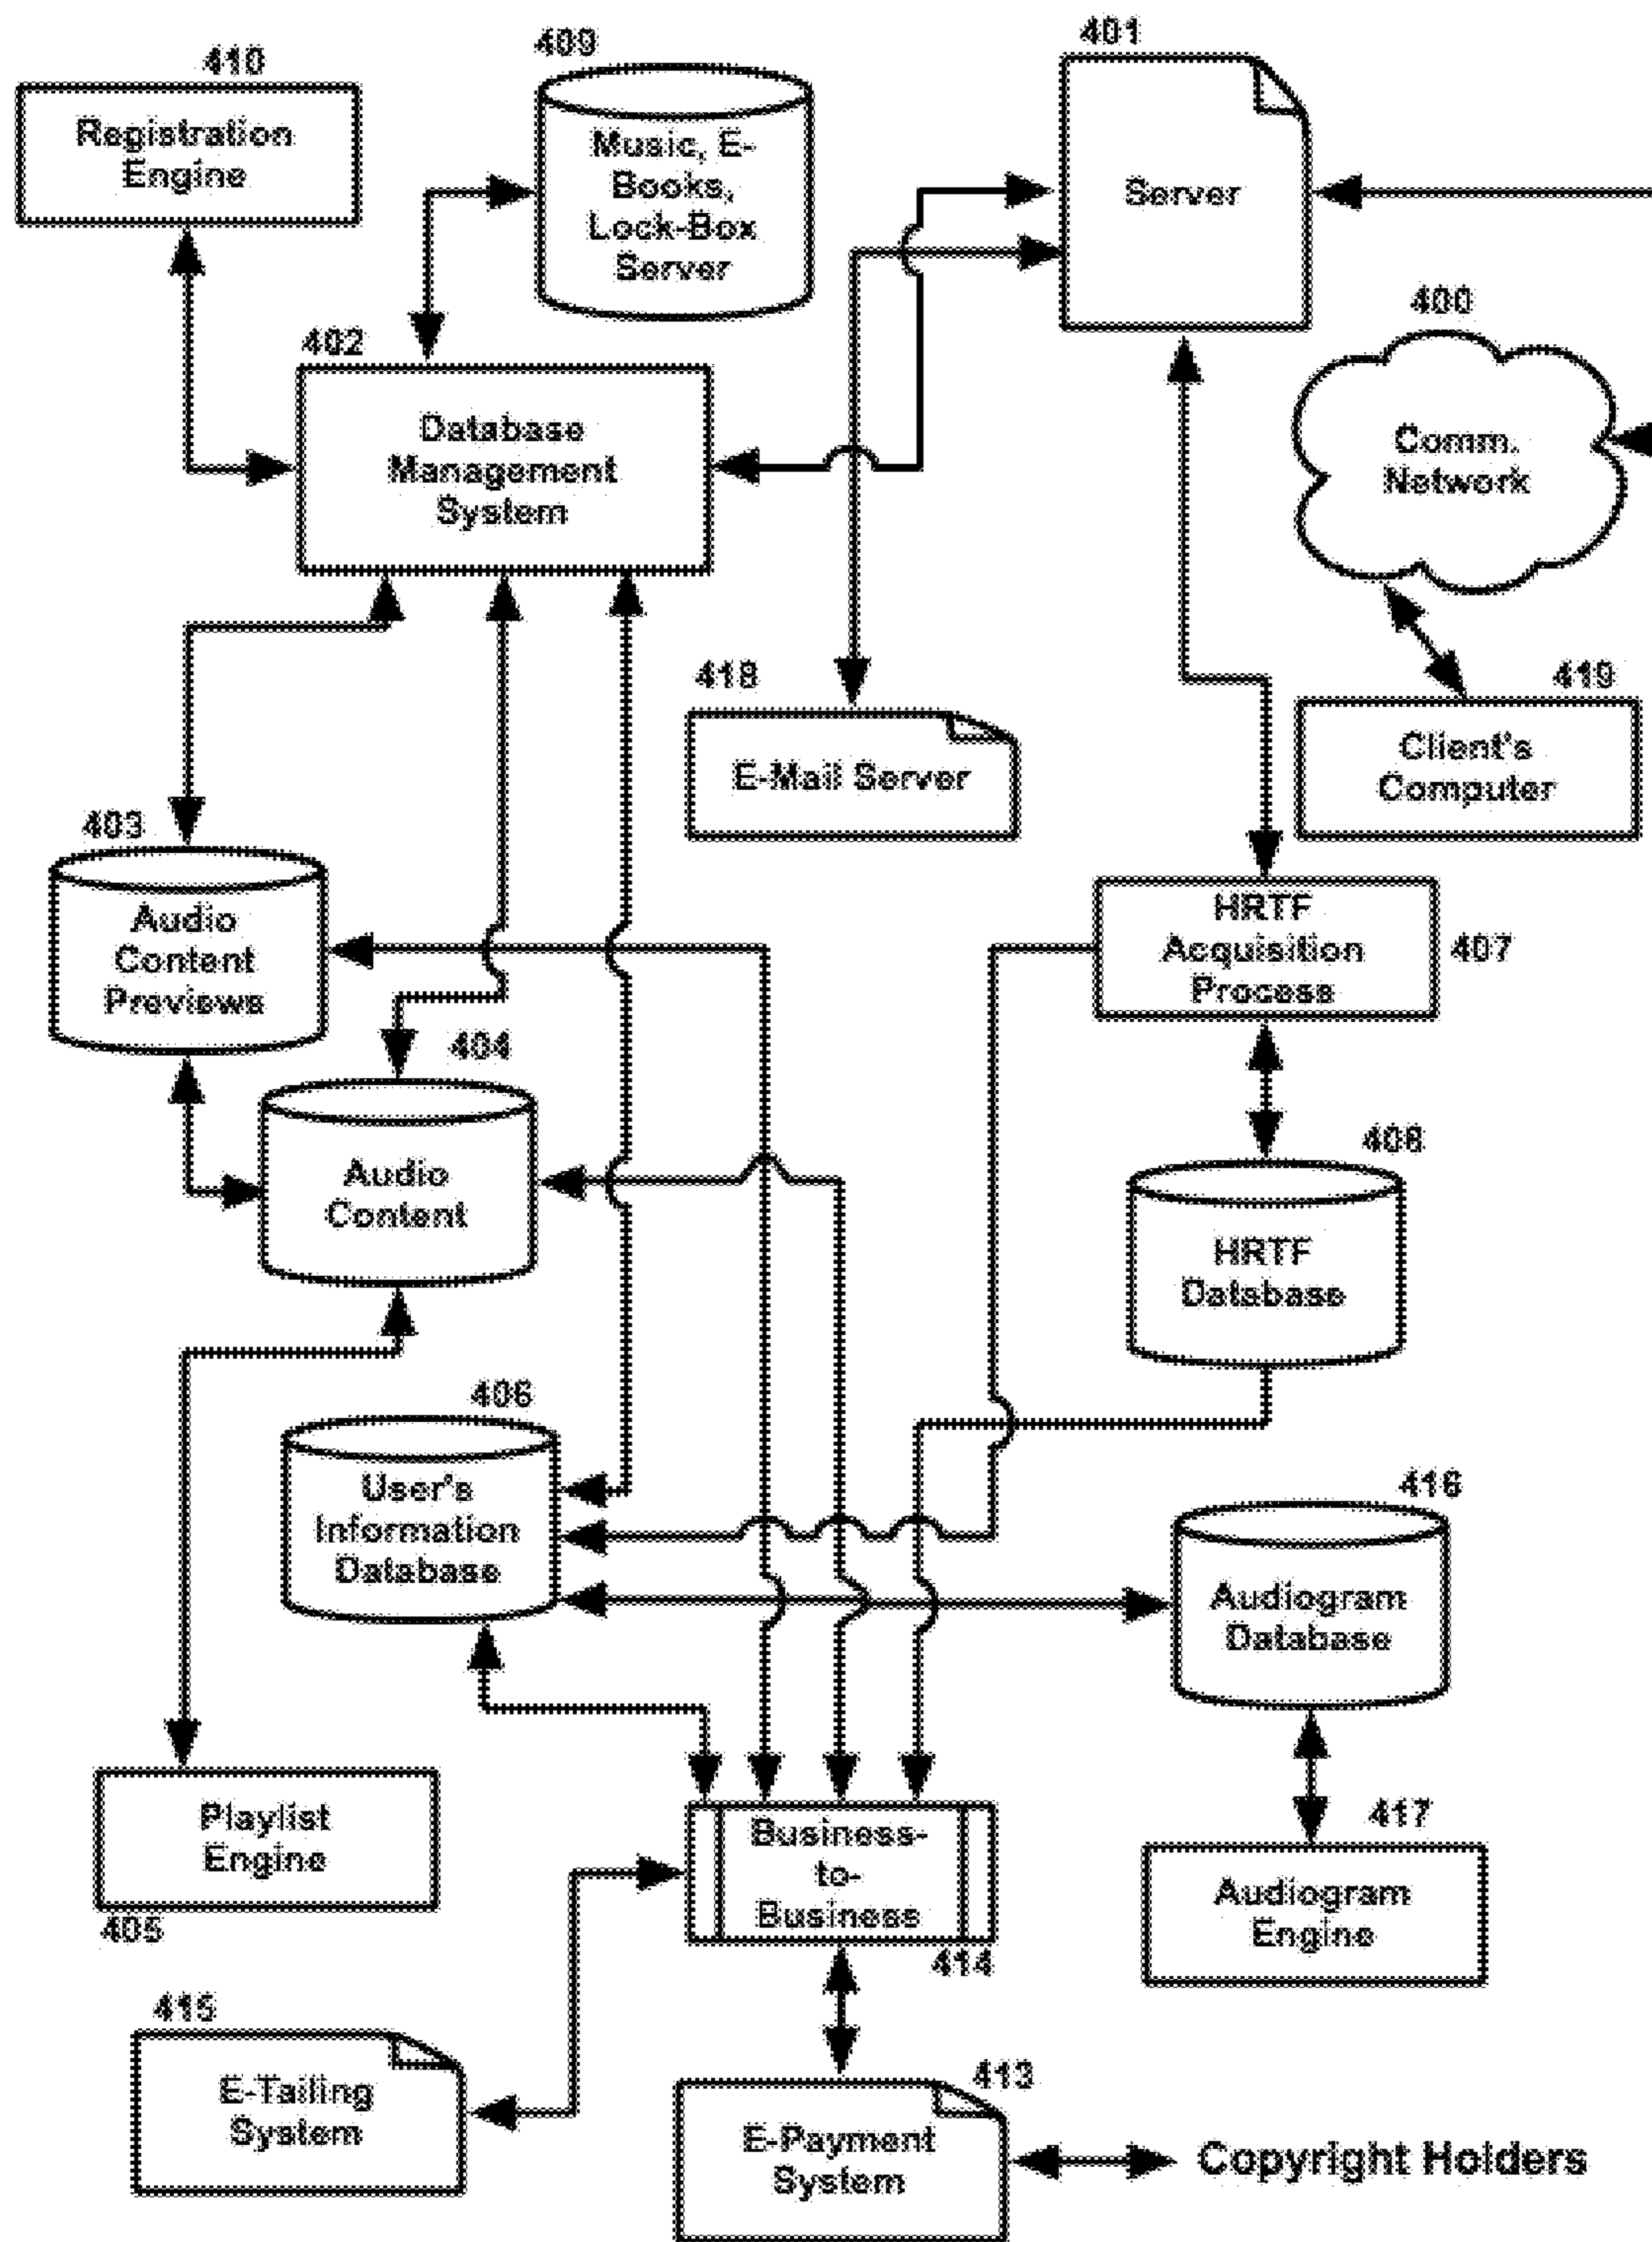 410
Registration
Engine
409
Music, E-
Books,
Lock-Box
Server
401
Server
400
Comm.
Network
402
Database
Management
System
418
E-Mail Server
419
Client's
Computer
403
Audio
Content
Previews
HRTF
Acquisition
Process
407
404
Audio
Content
408
HRTF
Database
406
User's
Information
Database
416
Audiogram
Database
Playlist
Engine
405
Business-
to-
Business
414
417
Audiogram
Engine
415
E-Tailing
System
413
E-Payment
System
Copyright Holders